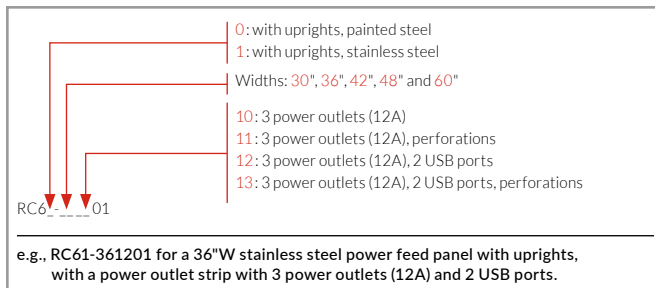 0: with uprights, painted steel
1: with uprights, stainless steel
Widths: 30", 36", 42", 48" and 60"
10: 3 power outlets (12A)
11: 3 power outlets (12A), perforations
12: 3 power outlets (12A), 2 USB ports
13: 3 power outlets (12A), 2 USB ports, perforations
RC6_-__ __ 01
e.g., RC61-361201 for a 36"W stainless steel power feed panel with uprights,
with a power outlet strip with 3 power outlets (12A) and 2 USB ports.